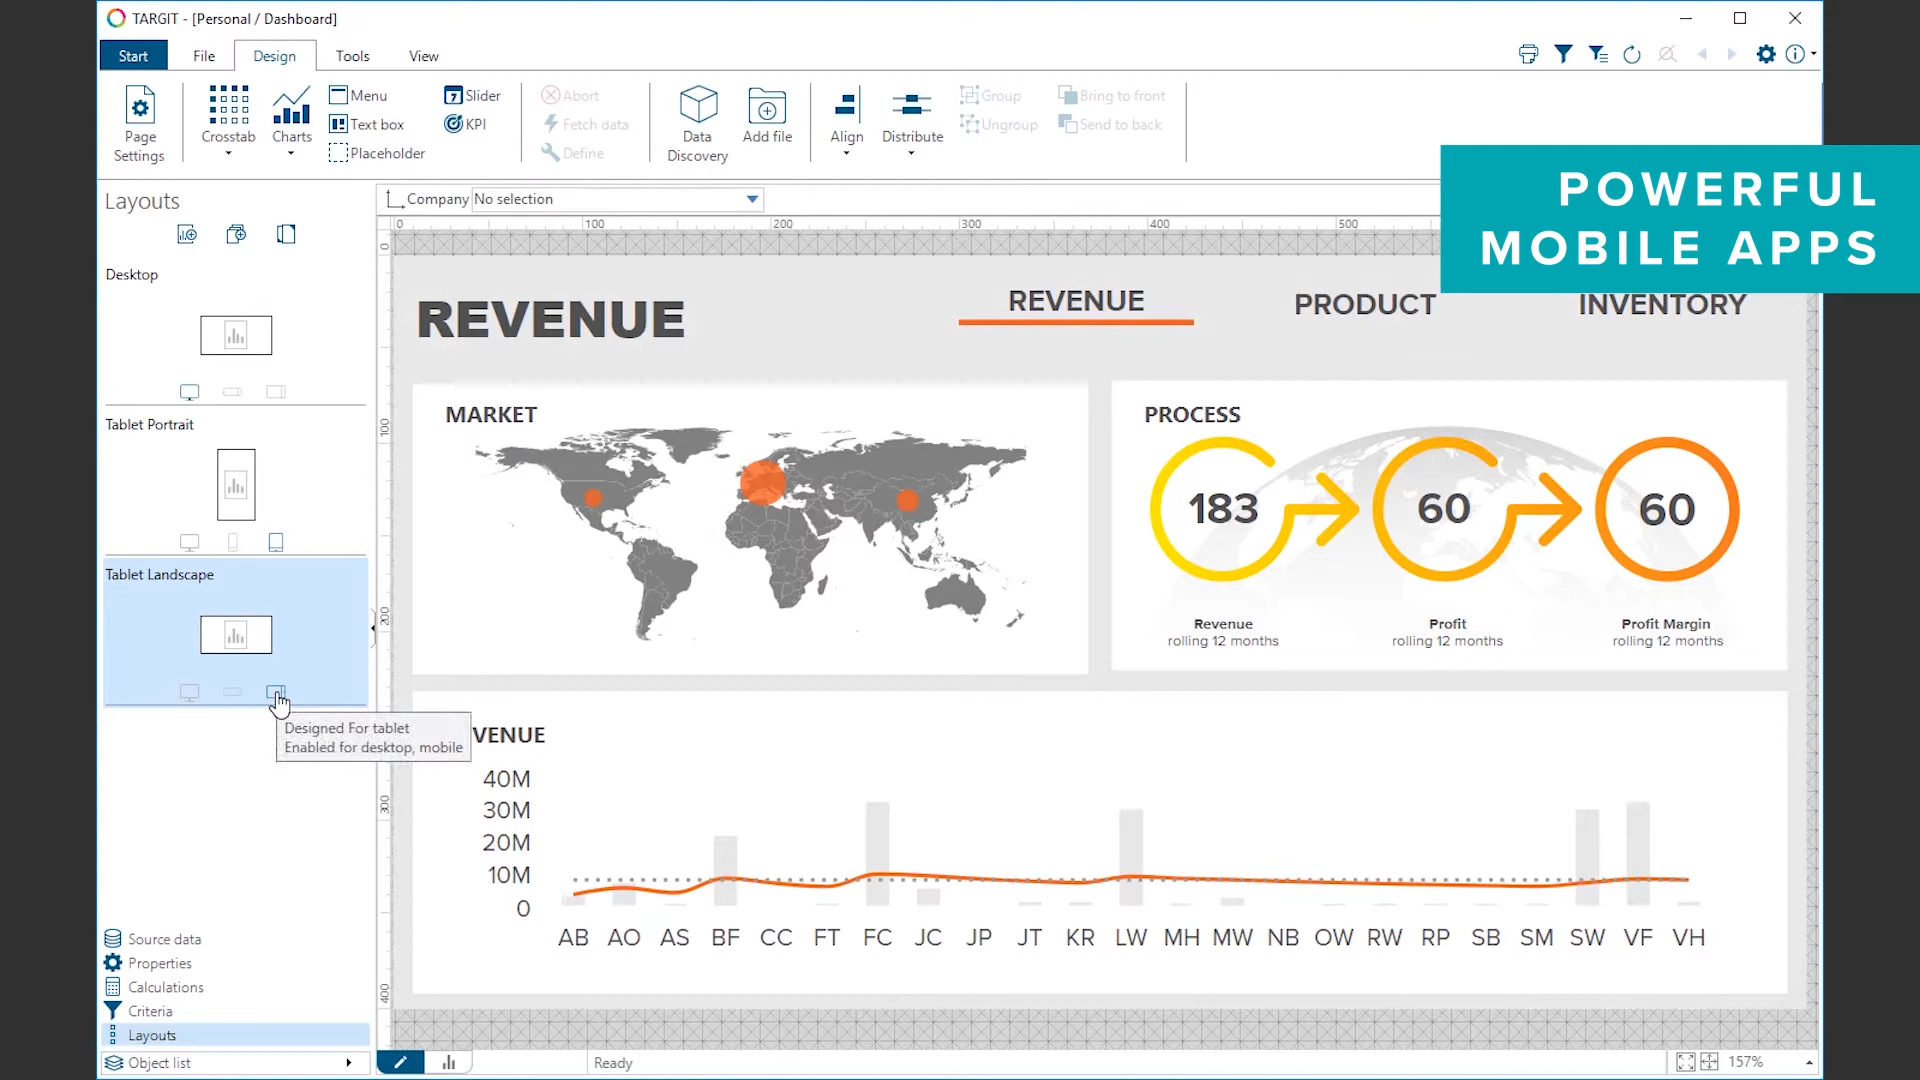 TARGIT - [Personal / Dashboard]
Start File Design Tools View
Page Settings
Crosstab
Charts
Menu
Text box
Placeholder
Slider
KPI
Abort
Fetch data
Define
Data Discovery
Add file
Align
Distribute
Group
Ungroup
Bring to front
Send to back
POWERFUL
MOBILE APPS
Layouts
Company No selection
0 100 200 300 400 500
Desktop
Tablet Portrait
Tablet Landscape
Designed For tablet
Enabled for desktop, mobile
0
100
200
300
400
REVENUE
REVENUE PRODUCT INVENTORY
MARKET
PROCESS
183 60 60
Revenue
rolling 12 months
Profit
rolling 12 months
Profit Margin
rolling 12 months
VENUE
40M
30M
20M
10M
0
AB AO AS BF CC FT FC JC JP JT KR LW MH MW NB OW RW RP SB SM SW VF VH
Source data
Properties
Calculations
Criteria
Layouts
Object list
Ready
157%